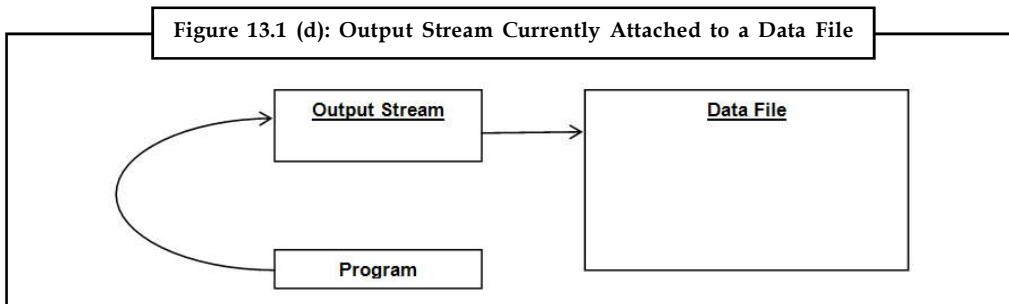 Figure 13.1 (d): Output Stream Currently Attached to a Data File
Output Stream
Data File
Program